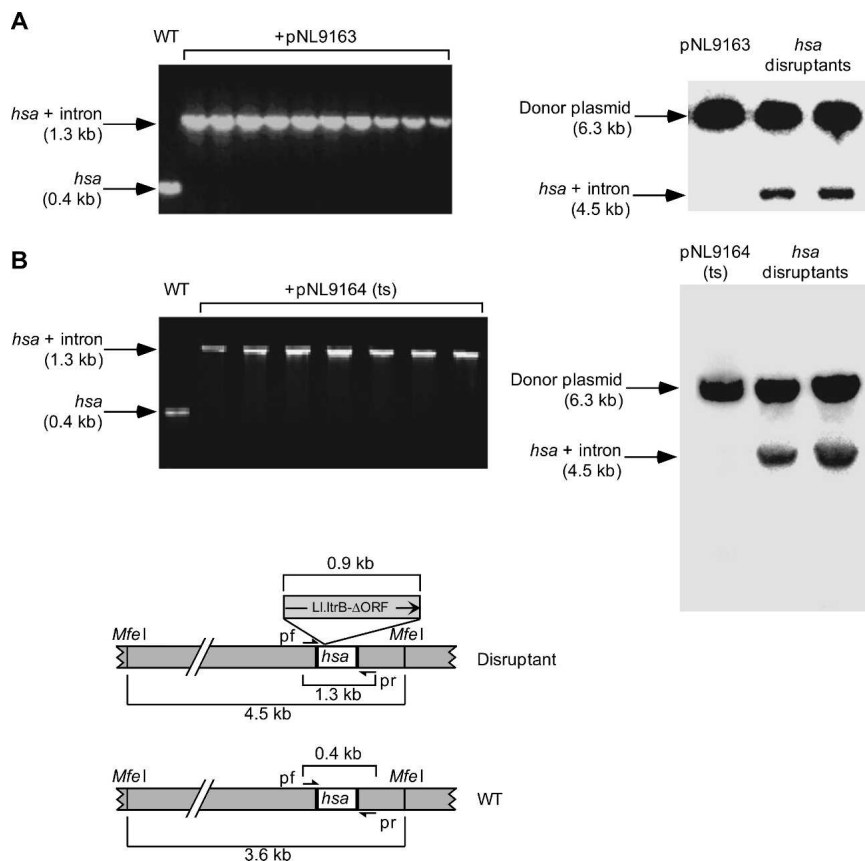 A
WT
+pNL9163
hsa + intron
(1.3 kb)
hsa
(0.4 kb)
pNL9163
hsa
disruptants
Donor plasmid
(6.3 kb)
hsa + intron
(4.5 kb)
B
WT
+pNL9164 (ts)
hsa + intron
(1.3 kb)
hsa
(0.4 kb)
pNL9164
(ts)
hsa
disruptants
Donor plasmid
(6.3 kb)
hsa + intron
(4.5 kb)
0.9 kb
Ll.ltrB-ΔORF
MfeI
pf
MfeI
hsa
Disruptant
pr
1.3 kb
4.5 kb
0.4 kb
MfeI
pf
MfeI
hsa
WT
pr
3.6 kb